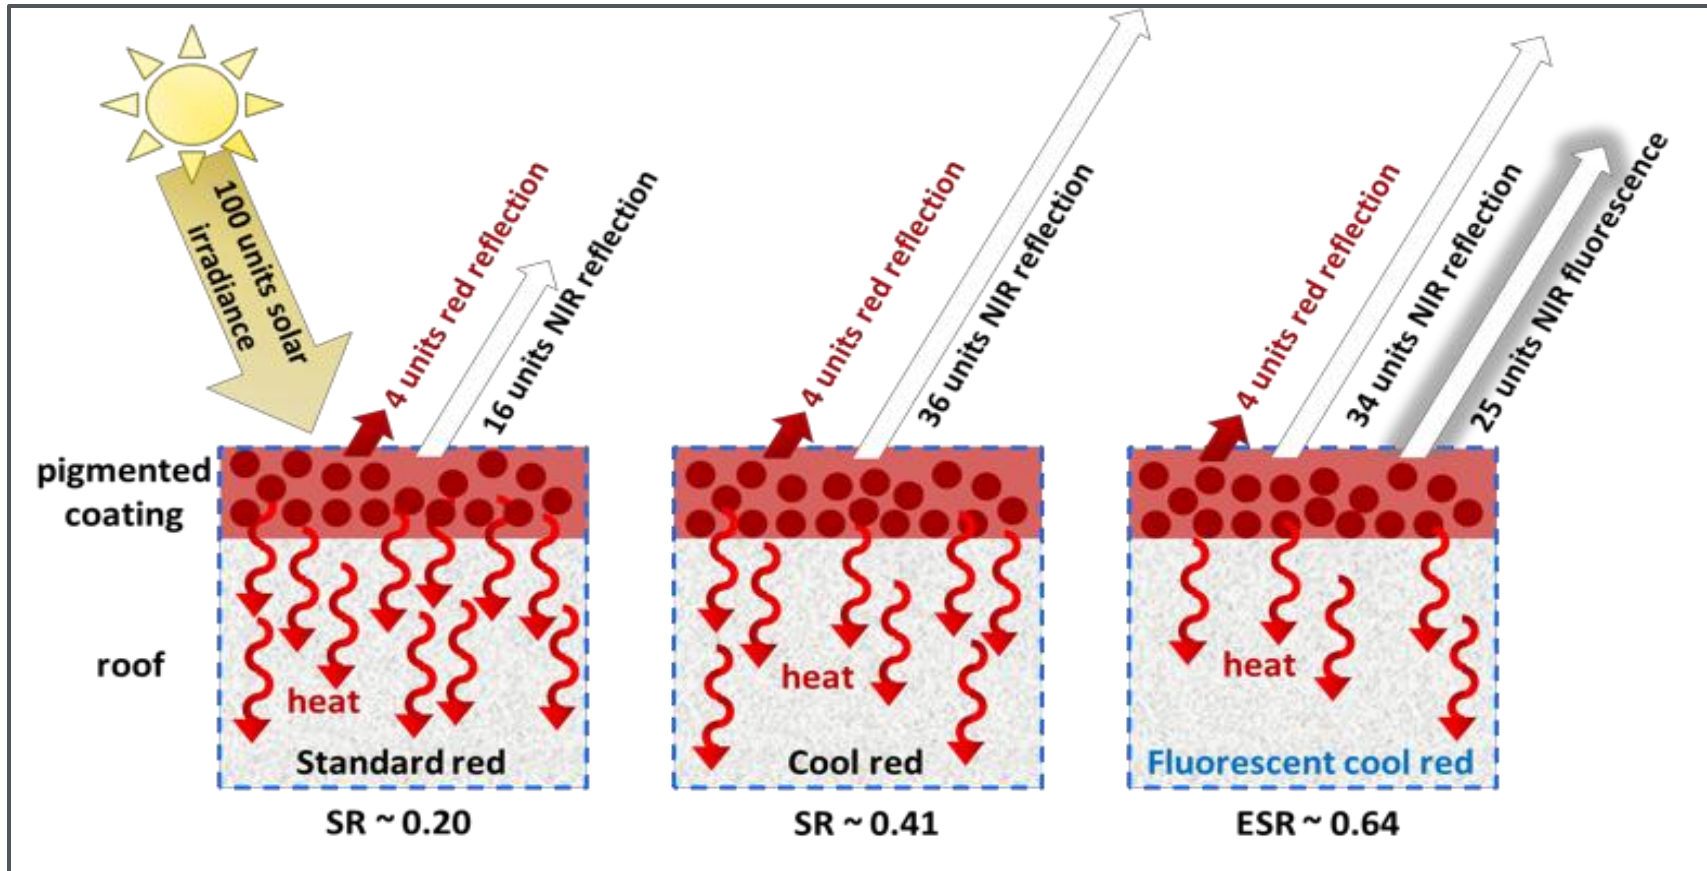 100 units solar
irradiance
4 units red reflection
16 units NIR reflection
4 units red reflection
36 units NIR reflection
4 units red reflection
34 units NIR reflection
25 units NIR fluorescence
pigmented
coating
roof
heat
heat
heat
Standard red
Cool red
Fluorescent cool red
SR ~ 0.20
SR ~ 0.41
ESR ~ 0.64